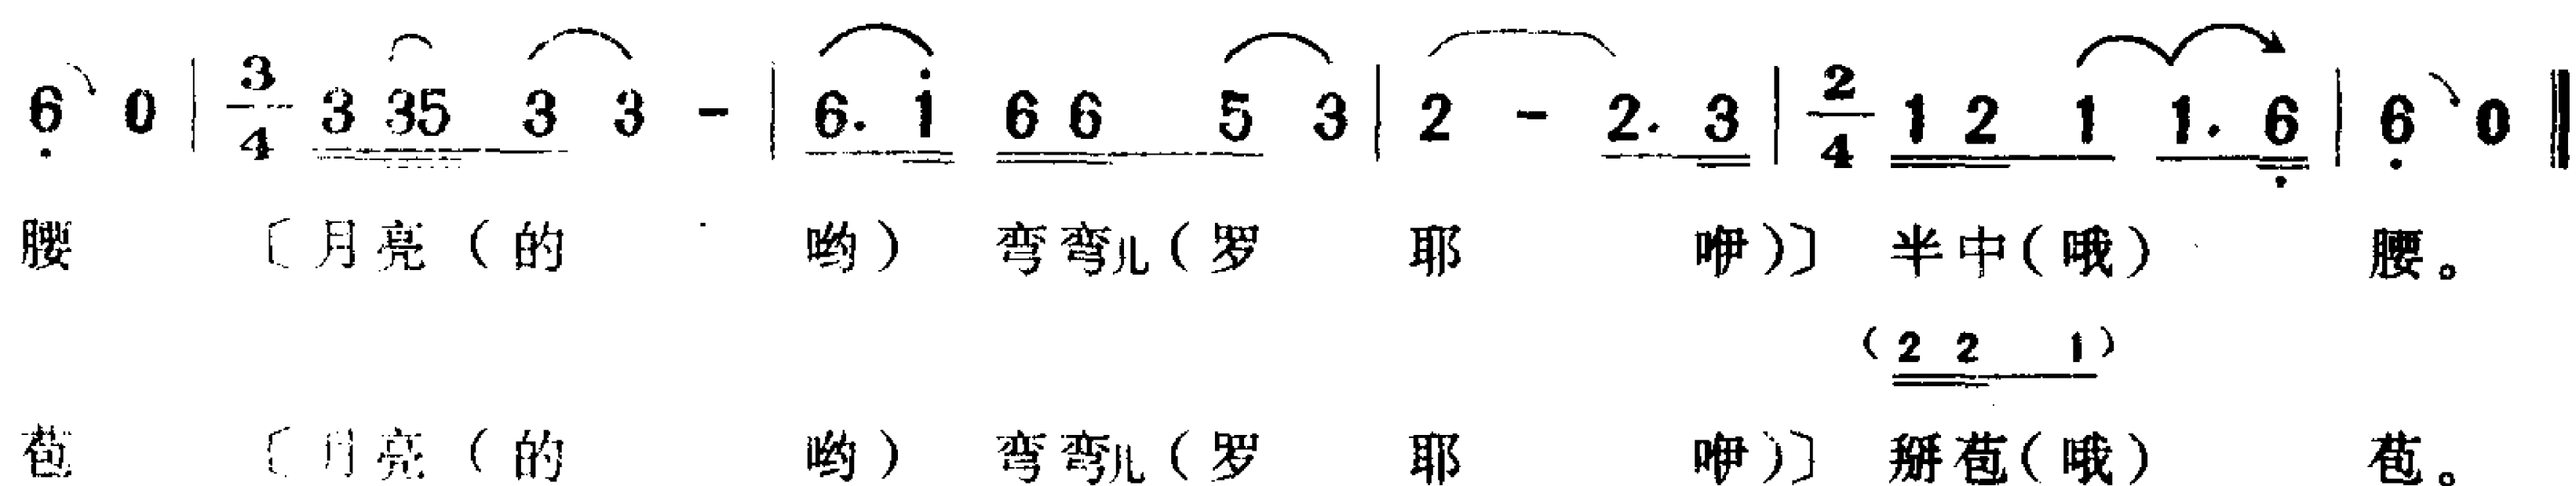 6 0 | 3/4 3 35 3 3 - | 6. 1 6 6 5 3 | 2 - 2. 3 | 2/4 1 2 1 1. 6 | 6 0 ‖
腰 〔月亮（的 哟） 弯弯儿（罗 耶 咿）〕 半中（哦） 腰。
（2 2 1）
苞 〔月亮（的 哟） 弯弯儿（罗 耶 咿）〕 掰苞（哦） 苞。